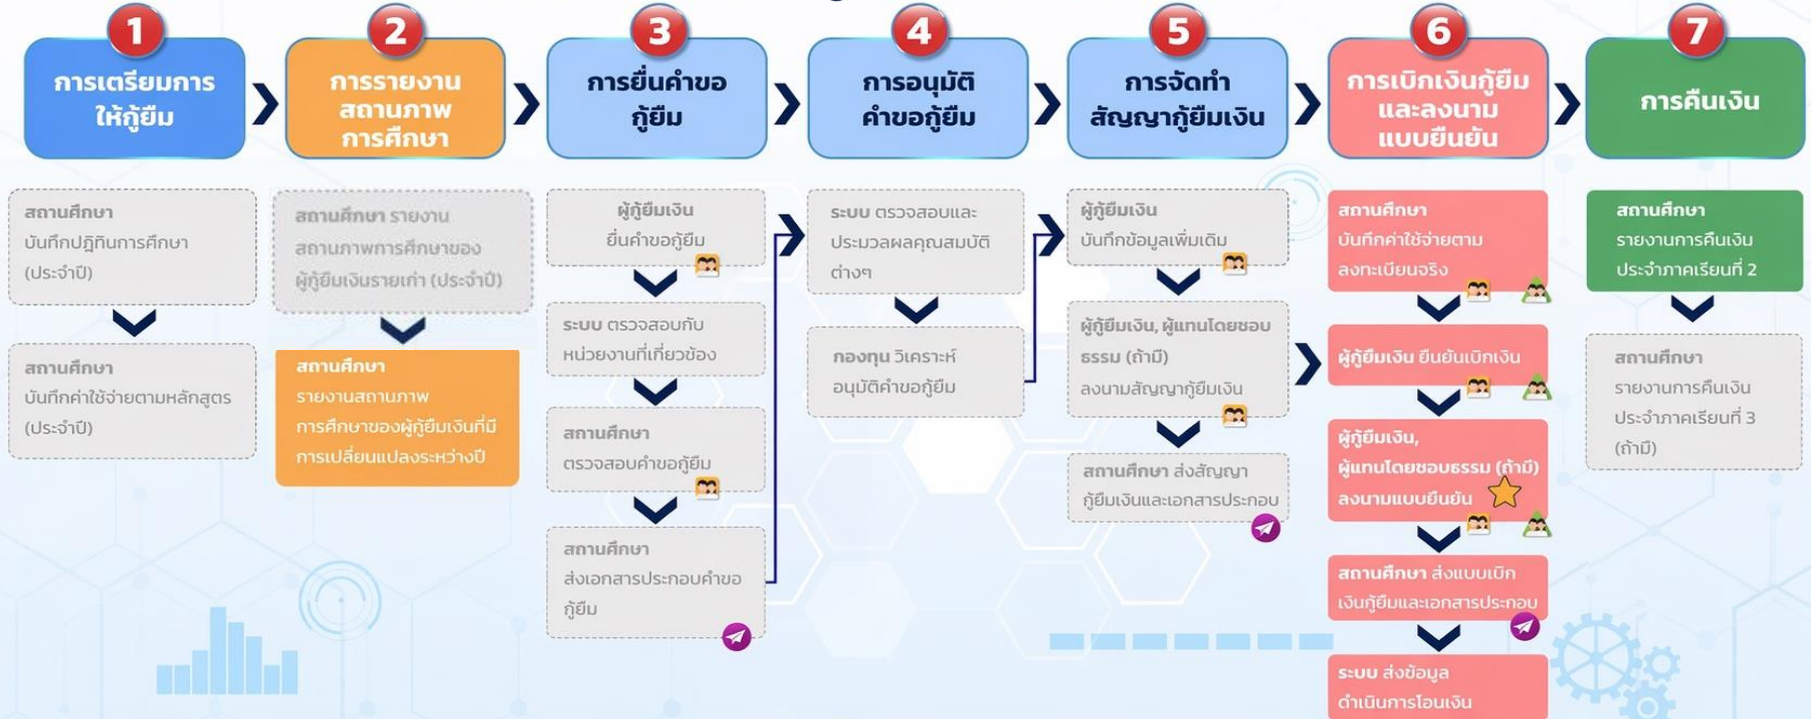 1
การเตรียมการ
ให้กู้ยืม
2
การรายงาน
สถานภาพ
การศึกษา
3
การยื่นคำขอ
กู้ยืม
4
การอนุมัติ
คำขอกู้ยืม
5
การจัดทำ
สัญญากู้ยืมเงิน
6
การเบิกเงินกู้ยืม
และลงนาม
แบบยืนยัน
7
การคืนเงิน
สถานศึกษา
บันทึกปฏิทินการศึกษา
(ประจำปี)
สถานศึกษา
บันทึกค่าใช้จ่ายตามหลักสูตร
(ประจำปี)
สถานศึกษา รายงาน
สถานภาพการศึกษาของ
ผู้กู้ยืมเงินรายเก่า (ประจำปี)
สถานศึกษา
รายงานสถานภาพ
การศึกษาของผู้กู้ยืมเงินที่มี
การเปลี่ยนแปลงระหว่างปี
ผู้กู้ยืมเงิน
ยื่นคำขอกู้ยืม
ระบบ ตรวจสอบกับ
หน่วยงานที่เกี่ยวข้อง
สถานศึกษา
ตรวจสอบคำขอกู้ยืม
สถานศึกษา
ส่งเอกสารประกอบคำขอ
กู้ยืม
ระบบ ตรวจสอบและ
ประมวลผลคุณสมบัติ
ต่างๆ
กองทุน วิเคราะห์
อนุมัติคำขอกู้ยืม
ผู้กู้ยืมเงิน
บันทึกข้อมูลเพิ่มเติม
ผู้กู้ยืมเงิน, ผู้แทนโดยชอบ
ธรรม (ถ้ามี)
ลงนามสัญญากู้ยืมเงิน
สถานศึกษา ส่งสัญญา
กู้ยืมเงินและเอกสารประกอบ
สถานศึกษา
บันทึกค่าใช้จ่ายตาม
ลงทะเบียนจริง
ผู้กู้ยืมเงิน ยืนยันเบิกเงิน
ผู้กู้ยืมเงิน,
ผู้แทนโดยชอบธรรม (ถ้ามี)
ลงนามแบบยืนยัน
สถานศึกษา ส่งแบบเบิก
เงินกู้ยืมและเอกสารประกอบ
ระบบ ส่งข้อมูล
ดำเนินการโอนเงิน
สถานศึกษา
รายงานการคืนเงิน
ประจำภาคเรียนที่ 2
สถานศึกษา
รายงานการคืนเงิน
ประจำภาคเรียนที่ 3
(ถ้ามี)